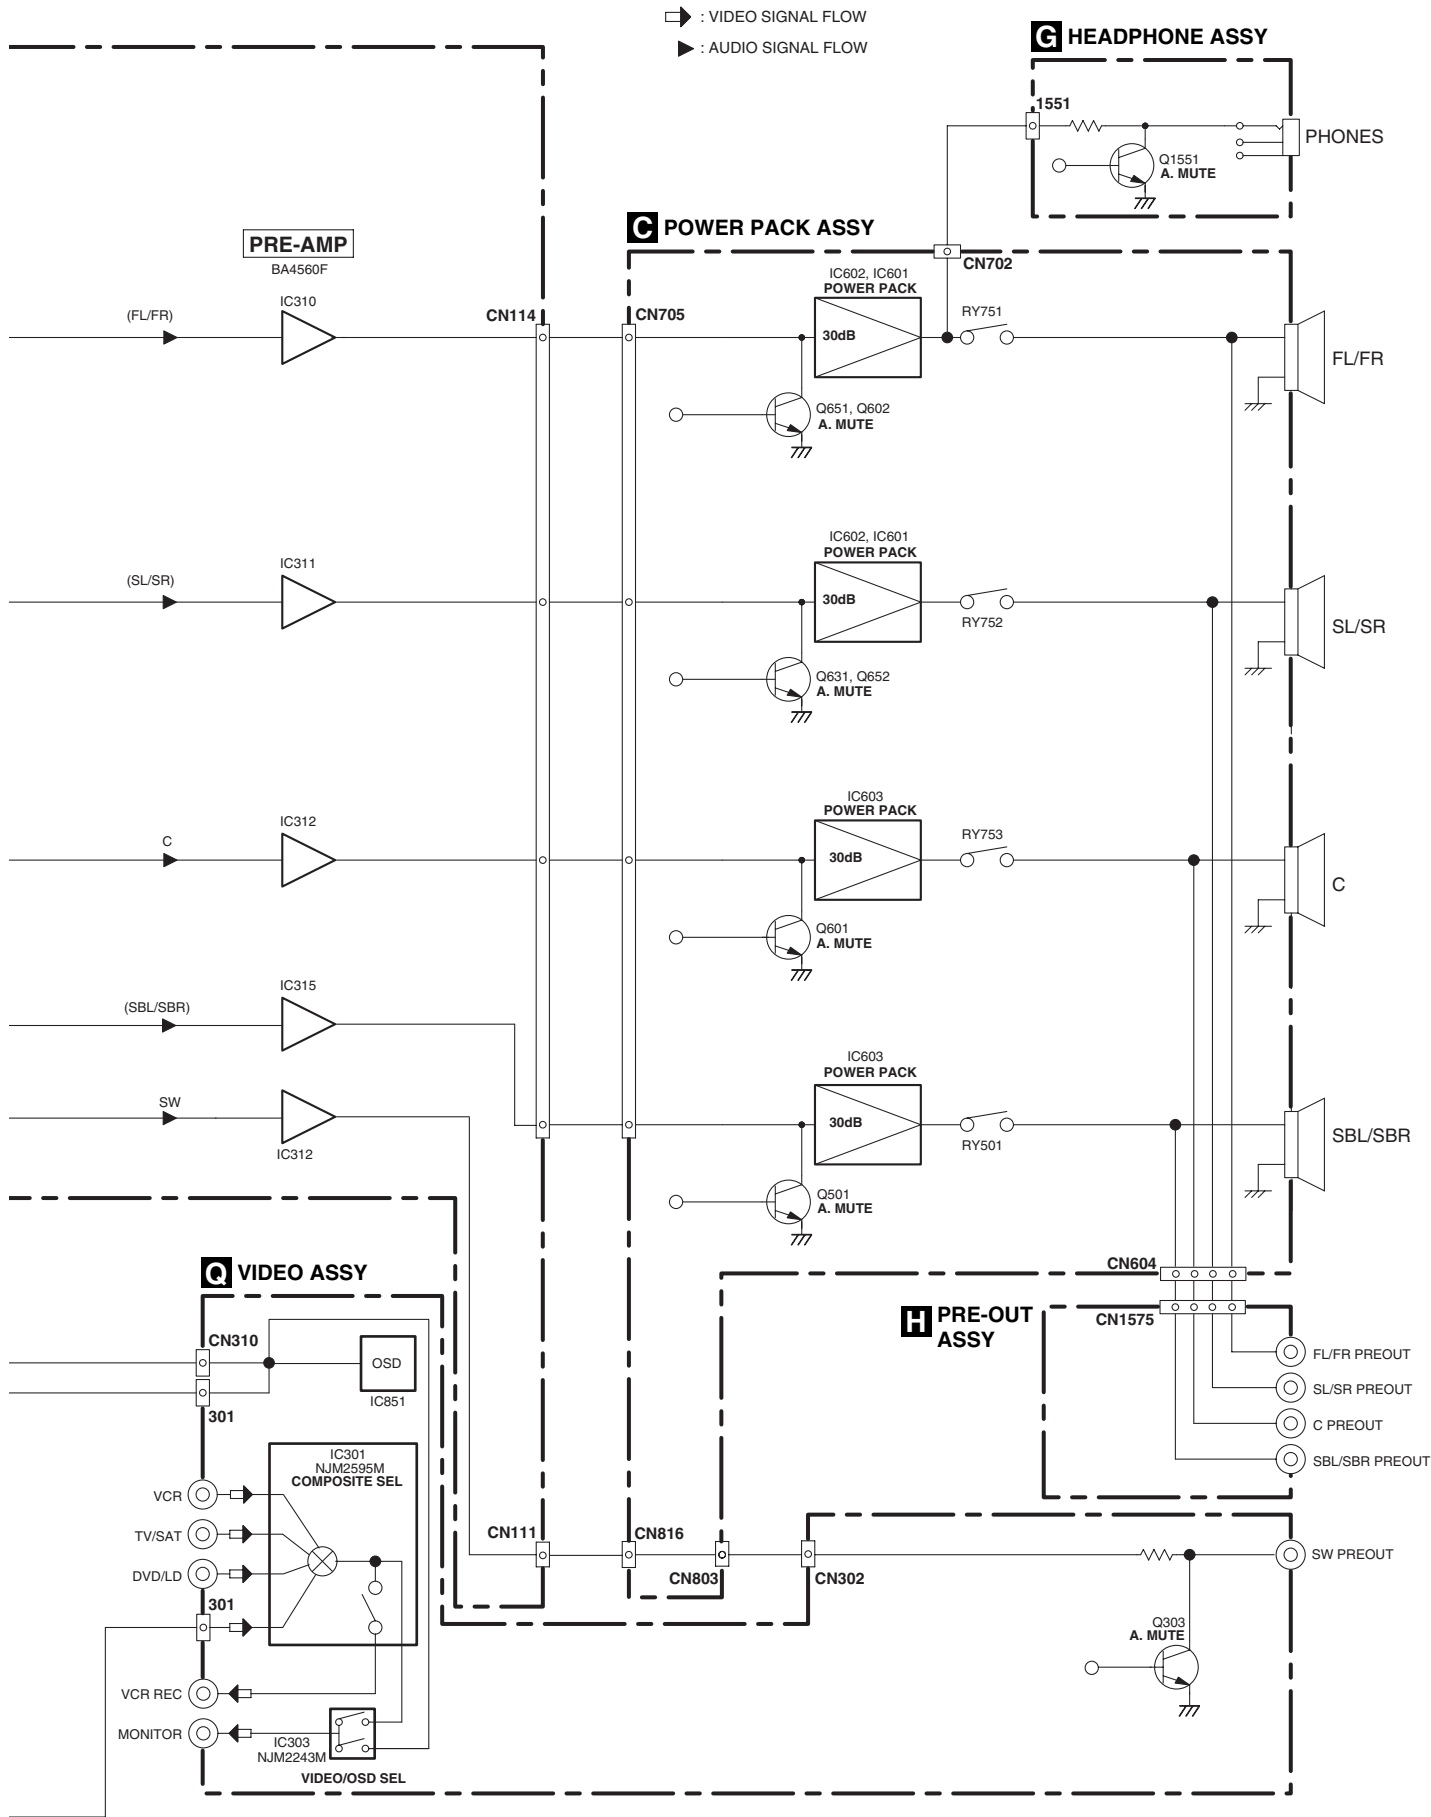 : VIDEO SIGNAL FLOW
: AUDIO SIGNAL FLOW
G HEADPHONE ASSY
1551
PHONES
Q1551
A. MUTE
C POWER PACK ASSY
PRE-AMP
BA4560F
CN702
IC602, IC601
POWER PACK
(FL/FR)
IC310
CN114
CN705
30dB
RY751
FL/FR
Q651, Q602
A. MUTE
IC602, IC601
POWER PACK
(SL/SR)
IC311
30dB
RY752
SL/SR
Q631, Q652
A. MUTE
IC603
POWER PACK
C
IC312
30dB
RY753
C
Q601
A. MUTE
(SBL/SBR)
IC315
IC603
POWER PACK
SW
IC312
30dB
RY501
SBL/SBR
Q501
A. MUTE
CN604
Q VIDEO ASSY
H PRE-OUT
ASSY
CN1575
CN310
OSD
IC851
301
FL/FR PREOUT
SL/SR PREOUT
C PREOUT
SBL/SBR PREOUT
IC301
NJM2595M
COMPOSITE SEL
VCR
TV/SAT
DVD/LD
301
CN111
CN816
CN803
CN302
SW PREOUT
Q303
A. MUTE
VCR REC
MONITOR
IC303
NJM2243M
VIDEO/OSD SEL